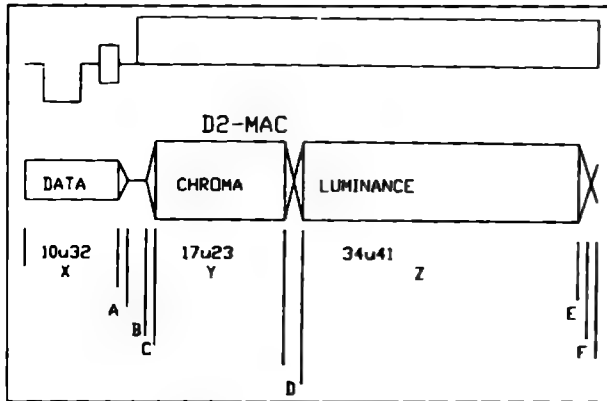 D2-MAC
DATA CHROMA LUMINANCE
10u32 17u23 34u41
X Y Z
A
B
C
D
E
F